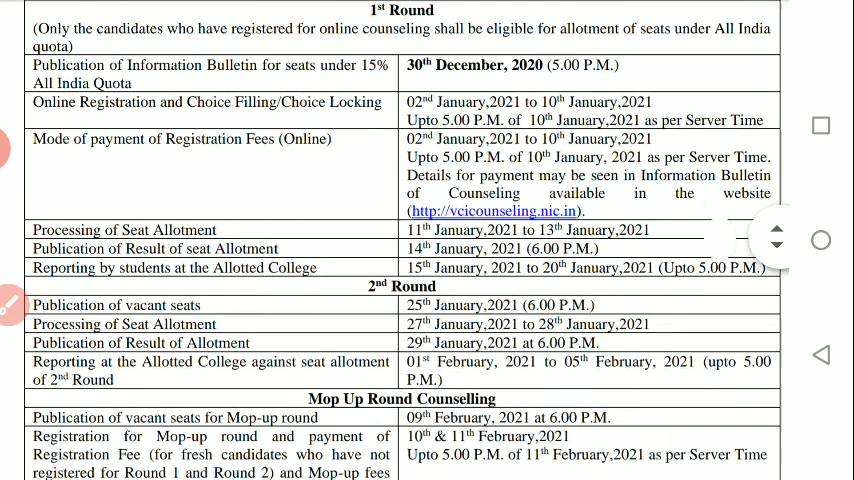 1st Round
(Only the candidates who have registered for online counseling shall be eligible for allotment of seats under All India
quota)
Publication of Information Bulletin for seats under 15%
All India Quota
30th December, 2020 (5.00 P.M.)
Online Registration and Choice Filling/Choice Locking
02nd January,2021 to 10th January,2021
Upto 5.00 P.M. of 10th January,2021 as per Server Time
Mode of payment of Registration Fees (Online)
02nd January,2021 to 10th January,2021
Upto 5.00 P.M. of 10th January, 2021 as per Server Time.
Details for payment may be seen in Information Bulletin
of Counseling available in the website
(http://vcicounseling.nic.in).
Processing of Seat Allotment
11th January,2021 to 13th January,2021
Publication of Result of Seat allotment
14th January, 2021 (6.00 P.M.)
Reporting by students at the Allotted College
15th January, 2021 to 20th January,2021 (Upto 5.00 P.M.)
2nd Round
Publication of vacant seats
25th January,2021 (6.00 P.M.)
Processing of Seat Allotment
27th January,2021 to 28th January,2021
Publication of Result of Allotment
29th January,2021 at 6.00 P.M.
Reporting at the Allotted College against seat allotment
of 2nd Round
01st February, 2021 to 05th February, 2021 (upto 5.00
P.M.)
Mop Up Round Counselling
Publication of vacant seats for Mop-up round
09th February, 2021 at 6.00 P.M.
Registration for Mop-up round and payment of
Registration Fee (for fresh candidates who have not
registered for Round 1 and Round 2) and Mop-up fees
10th & 11th February,2021
Upto 5.00 P.M. of 11th February,2021 as per Server Time